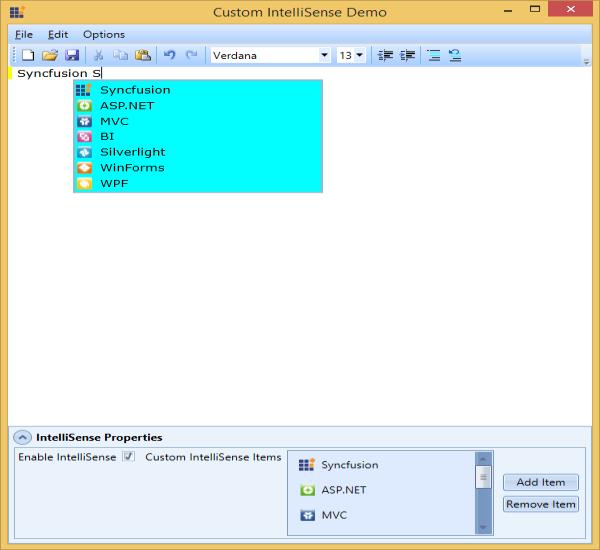 Custom IntelliSense Demo
File Edit Options
Verdana 13
Syncfusion S
Syncfusion
ASP.NET
MVC
BI
Silverlight
WinForms
WPF
IntelliSense Properties
Enable IntelliSense Custom IntelliSense Items
Syncfusion
ASP.NET
MVC
Add Item
Remove Item